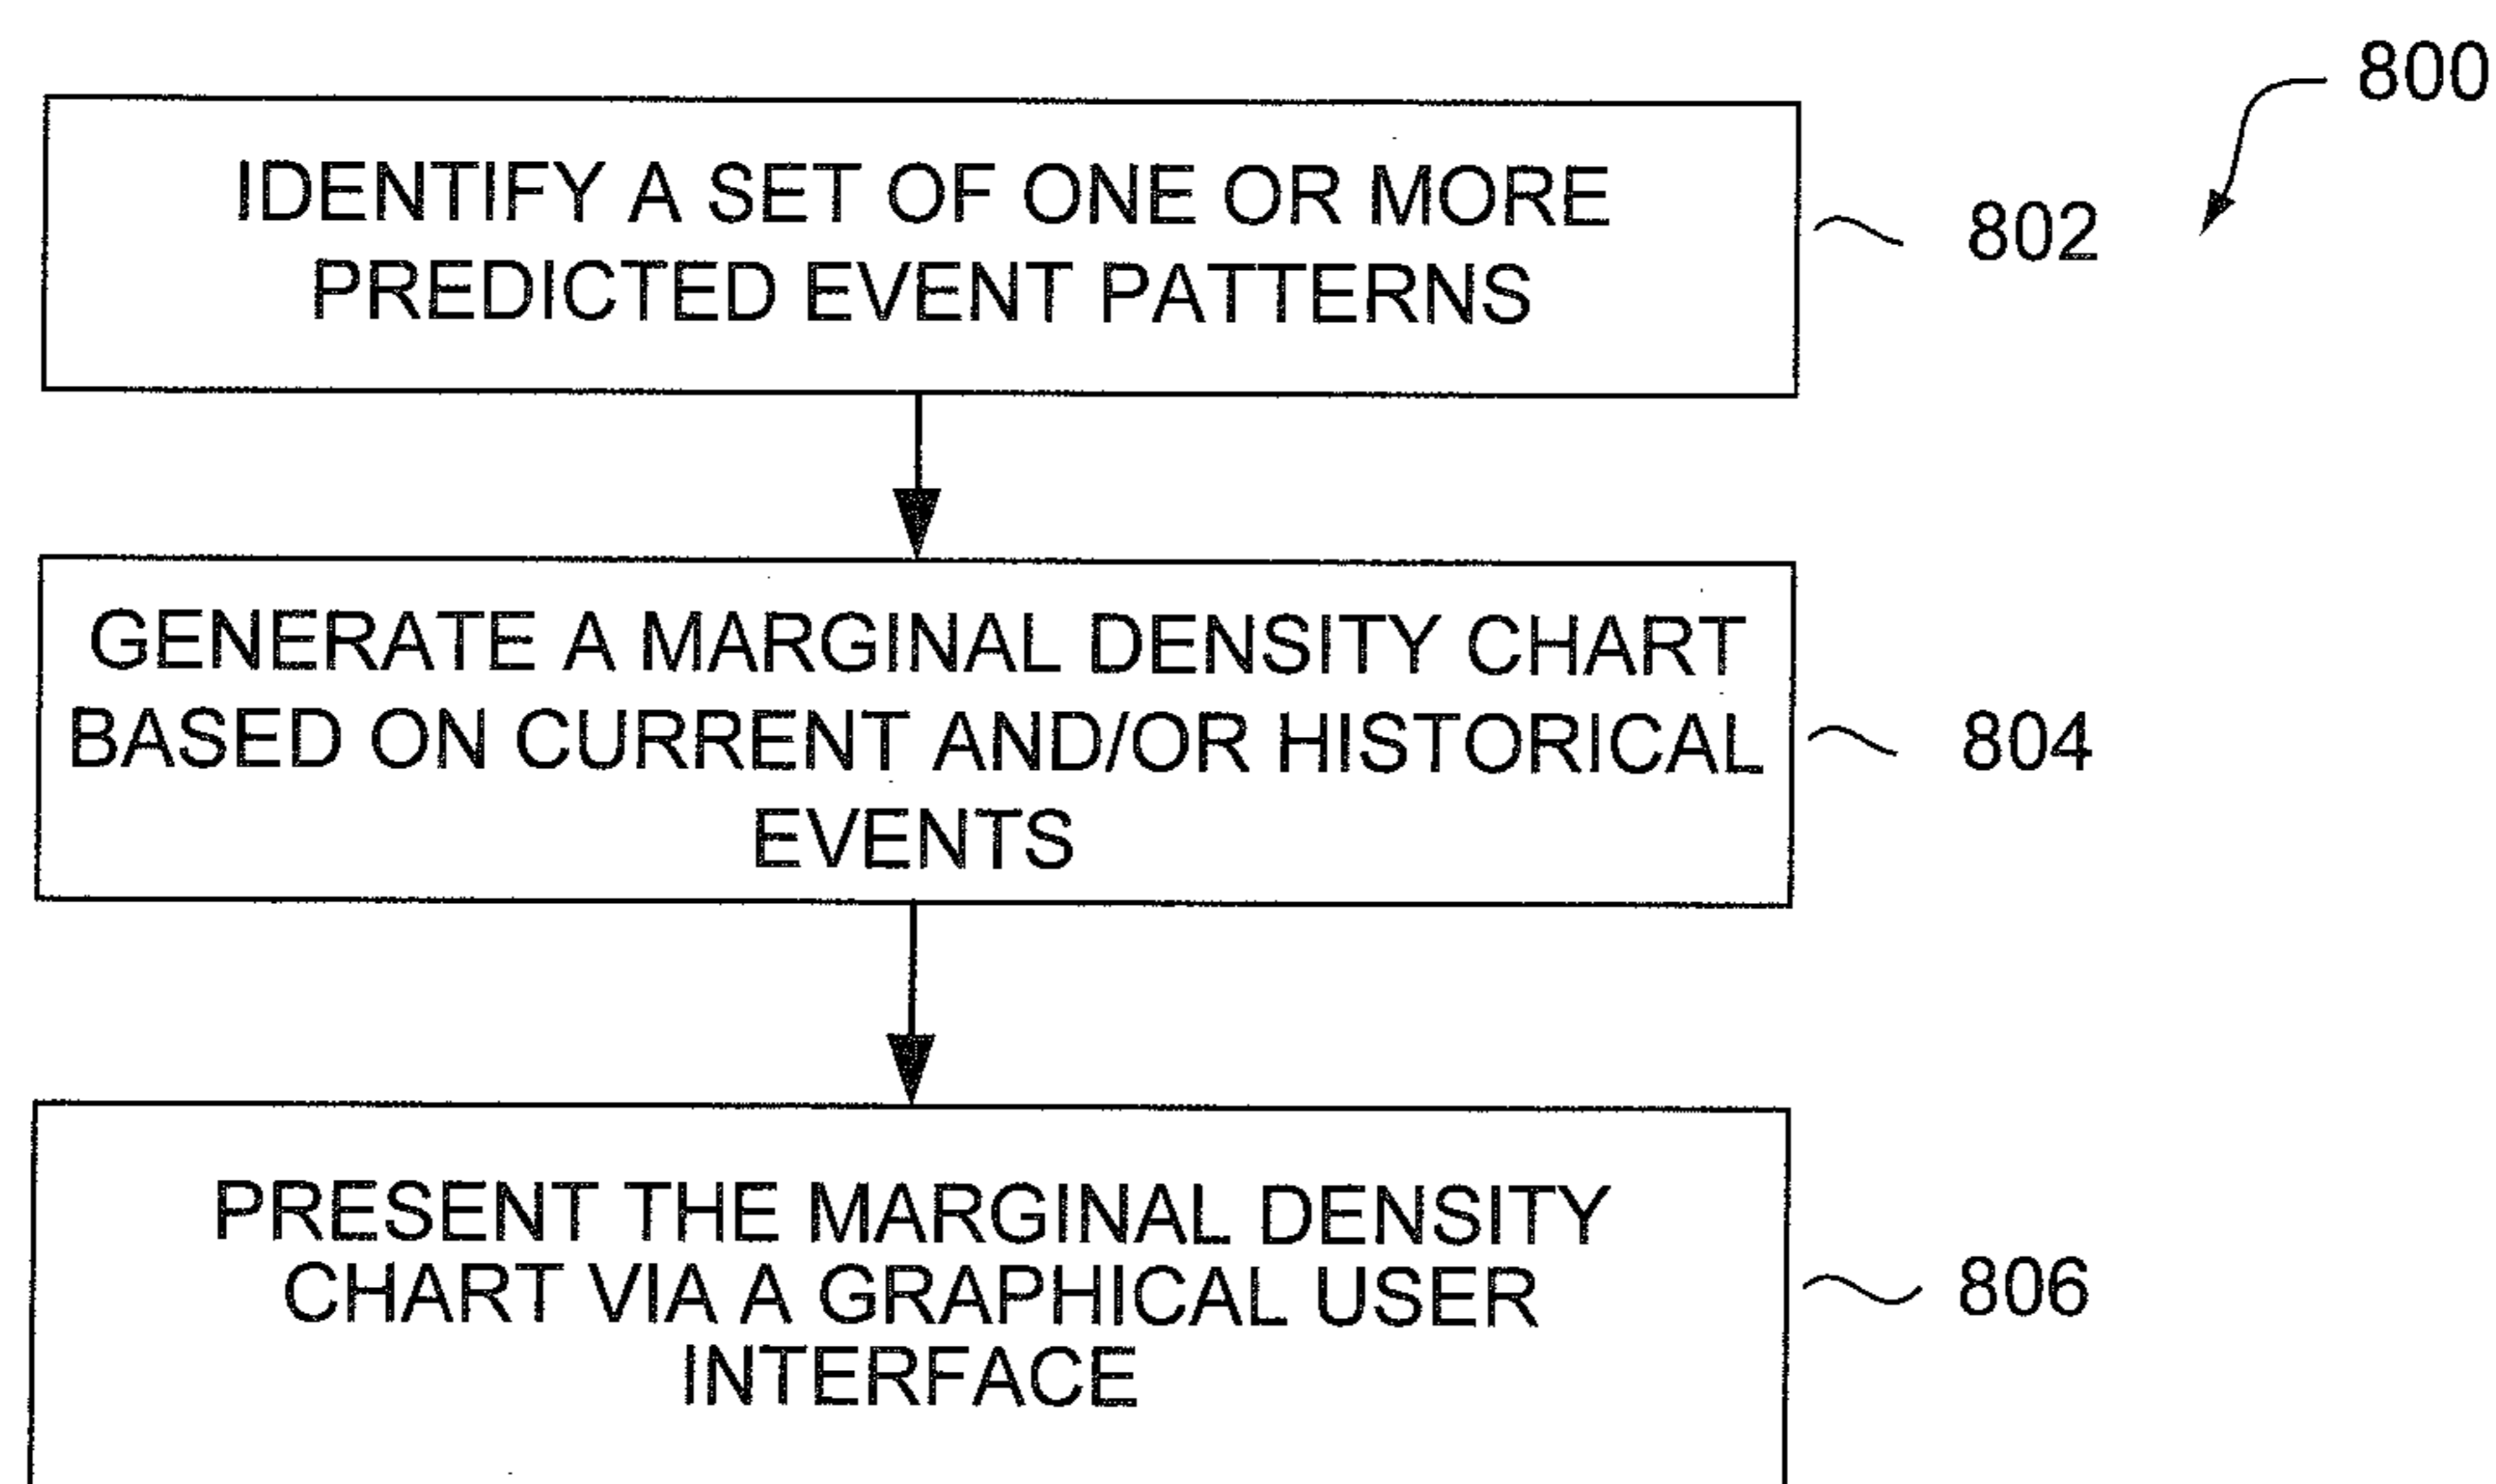 800
IDENTIFY A SET OF ONE OR MORE
PREDICTED EVENT PATTERNS
802
GENERATE A MARGINAL DENSITY CHART
BASED ON CURRENT AND/OR HISTORICAL
EVENTS
804
PRESENT THE MARGINAL DENSITY
CHART VIA A GRAPHICAL USER
INTERFACE
806